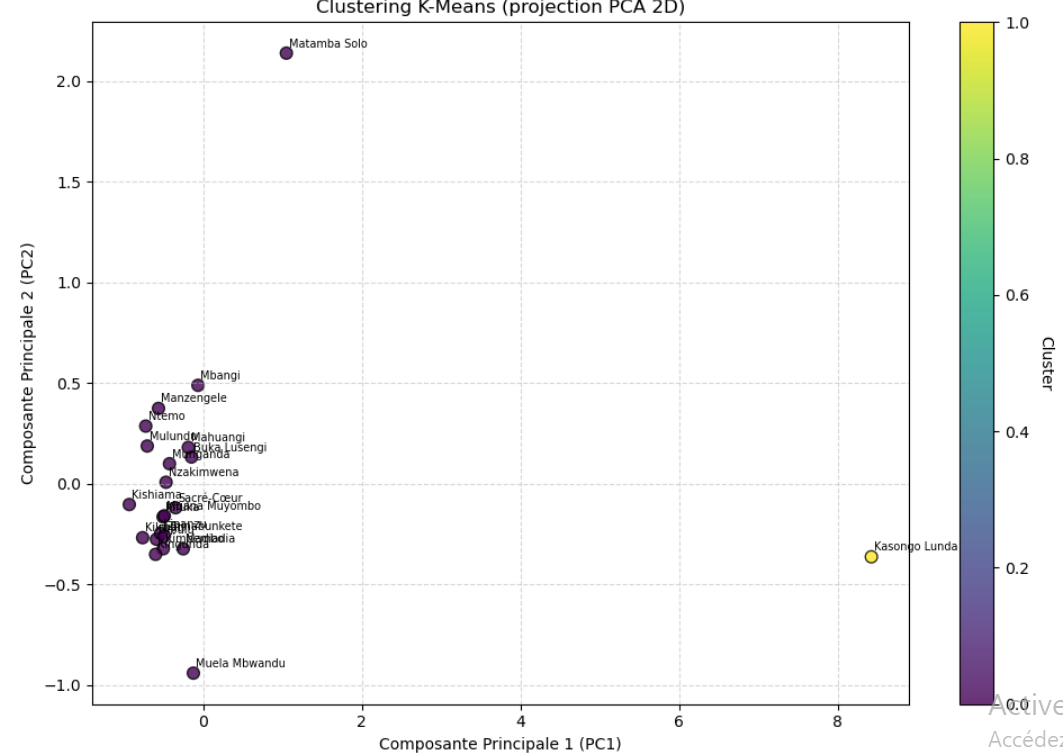 Clustering K-Means (projection PCA 2D)
Matamba Solo
1.0
2.0
0.8
1.5
Composante Principale 2 (PC2)
1.0
0.6
Cluster
Mbangi
0.5
Manzengele
Ntemo
0.4
Mulundu
Mahuangi
Buka Lusengi
Munganda
Nzakimwena
0.0
Kishiama
Sacré-Cœur
Muyombo
Kasongo Lunda
0.2
−0.5
Muela Mbwandu
−1.0
0.0
Active
0
2
4
6
8
Accédez
Composante Principale 1 (PC1)